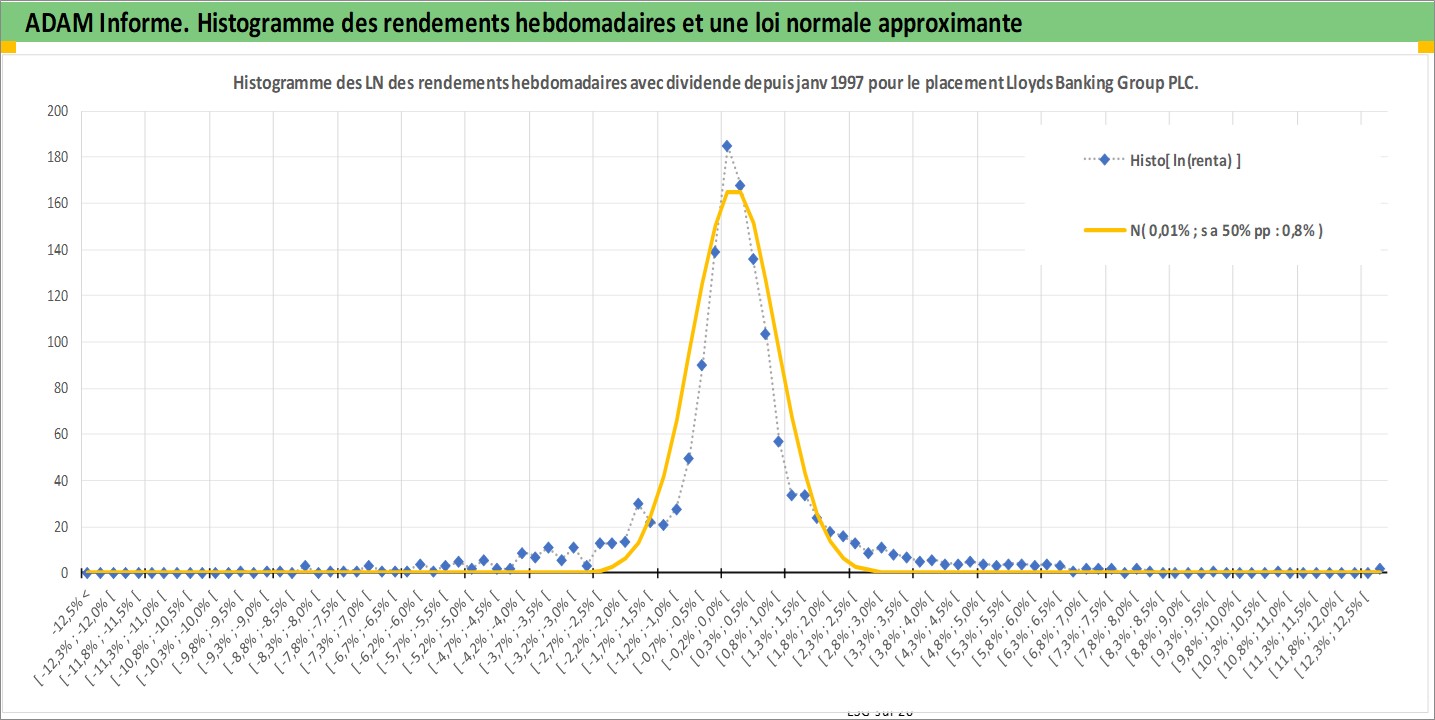 ADAM Informe. Histogramme des rendements hebdomadaires et une loi normale approximante
Histogramme des LN des rendements hebdomadaires avec dividende depuis janv 1997 pour le placement Lloyds Banking Group PLC.
200
180
160
140
120
100
80
60
40
20
0
Histo[ ln(renta) ]
N( 0,01% ; s a 50% pp : 0,8% )
-12,5% <
[ -12,3% ; -12,0% [
[ -11,8% ; -11,5% [
[ -11,3% ; -11,0% [
[ -10,8% ; -10,5% [
[ -10,3% ; -10,0% [
[ -9,8% ; -9,5% [
[ -9,3% ; -9,0% [
[ -8,8% ; -8,5% [
[ -8,3% ; -8,0% [
[ -7,8% ; -7,5% [
[ -7,3% ; -7,0% [
[ -6,7% ; -6,5% [
[ -6,2% ; -6,0% [
[ -5,7% ; -5,5% [
[ -5,2% ; -5,0% [
[ -4,7% ; -4,5% [
[ -4,2% ; -4,0% [
[ -3,7% ; -3,5% [
[ -3,2% ; -3,0% [
[ -2,7% ; -2,5% [
[ -2,2% ; -2,0% [
[ -1,7% ; -1,5% [
[ -1,2% ; -1,0% [
[ -0,7% ; -0,5% [
[ -0,2% ; 0,0% [
[ 0,3% ; 0,5% [
[ 0,8% ; 1,0% [
[ 1,3% ; 1,5% [
[ 1,8% ; 2,0% [
[ 2,3% ; 2,5% [
[ 2,8% ; 3,0% [
[ 3,3% ; 3,5% [
[ 3,8% ; 4,0% [
[ 4,3% ; 4,5% [
[ 4,8% ; 5,0% [
[ 5,3% ; 5,5% [
[ 5,8% ; 6,0% [
[ 6,3% ; 6,5% [
[ 6,8% ; 7,0% [
[ 7,3% ; 7,5% [
[ 7,8% ; 8,0% [
[ 8,3% ; 8,5% [
[ 8,8% ; 9,0% [
[ 9,3% ; 9,5% [
[ 9,8% ; 10,0% [
[ 10,3% ; 10,5% [
[ 10,8% ; 11,0% [
[ 11,3% ; 11,5% [
[ 11,8% ; 12,0% [
[ 12,3% ; 12,5% [